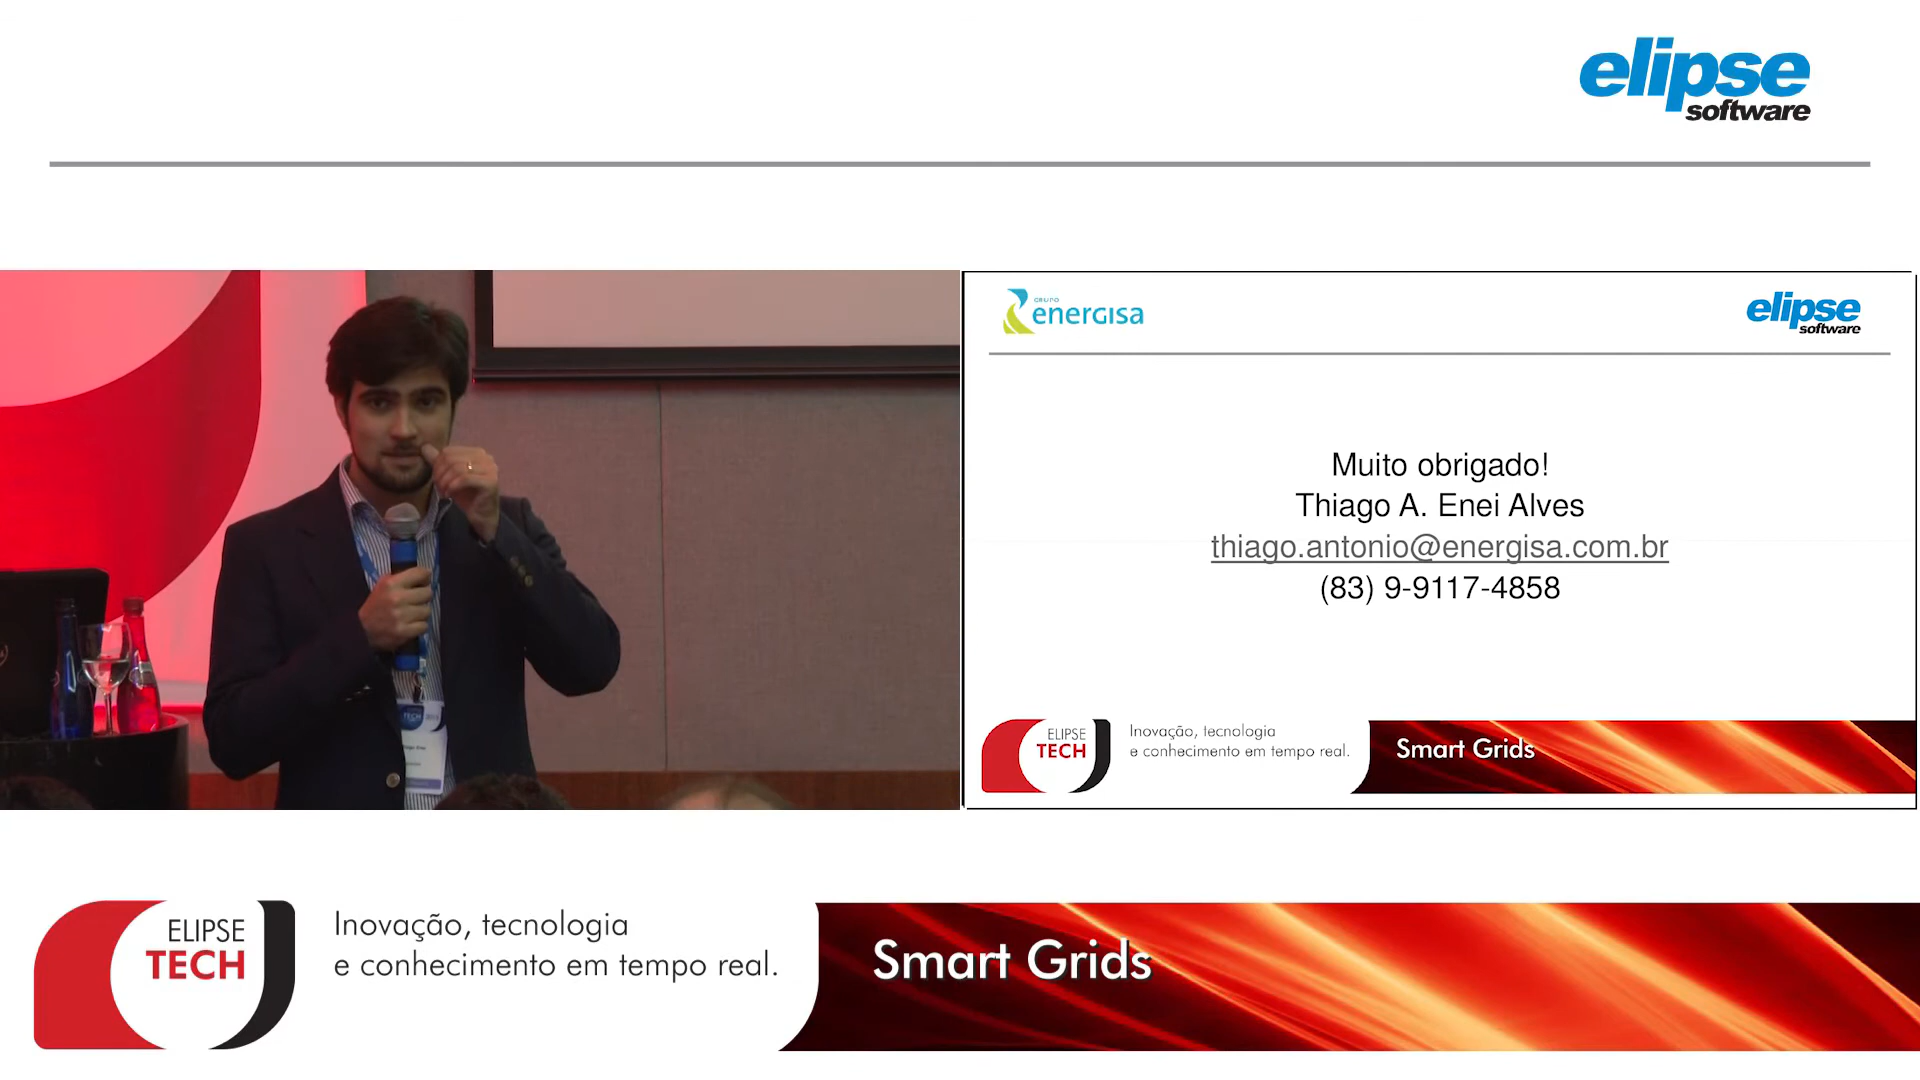 elipse
software
GRUPO
energisa
elipse
software
Muito obrigado!
Thiago A. Enei Alves
thiago.antonio@energisa.com.br
(83) 9-9117-4858
ELIPSE
TECH
Inovação, tecnologia
e conhecimento em tempo real.
Smart Grids
TECH
ELIPSE
TECH
Inovação, tecnologia
e conhecimento em tempo real.
Smart Grids